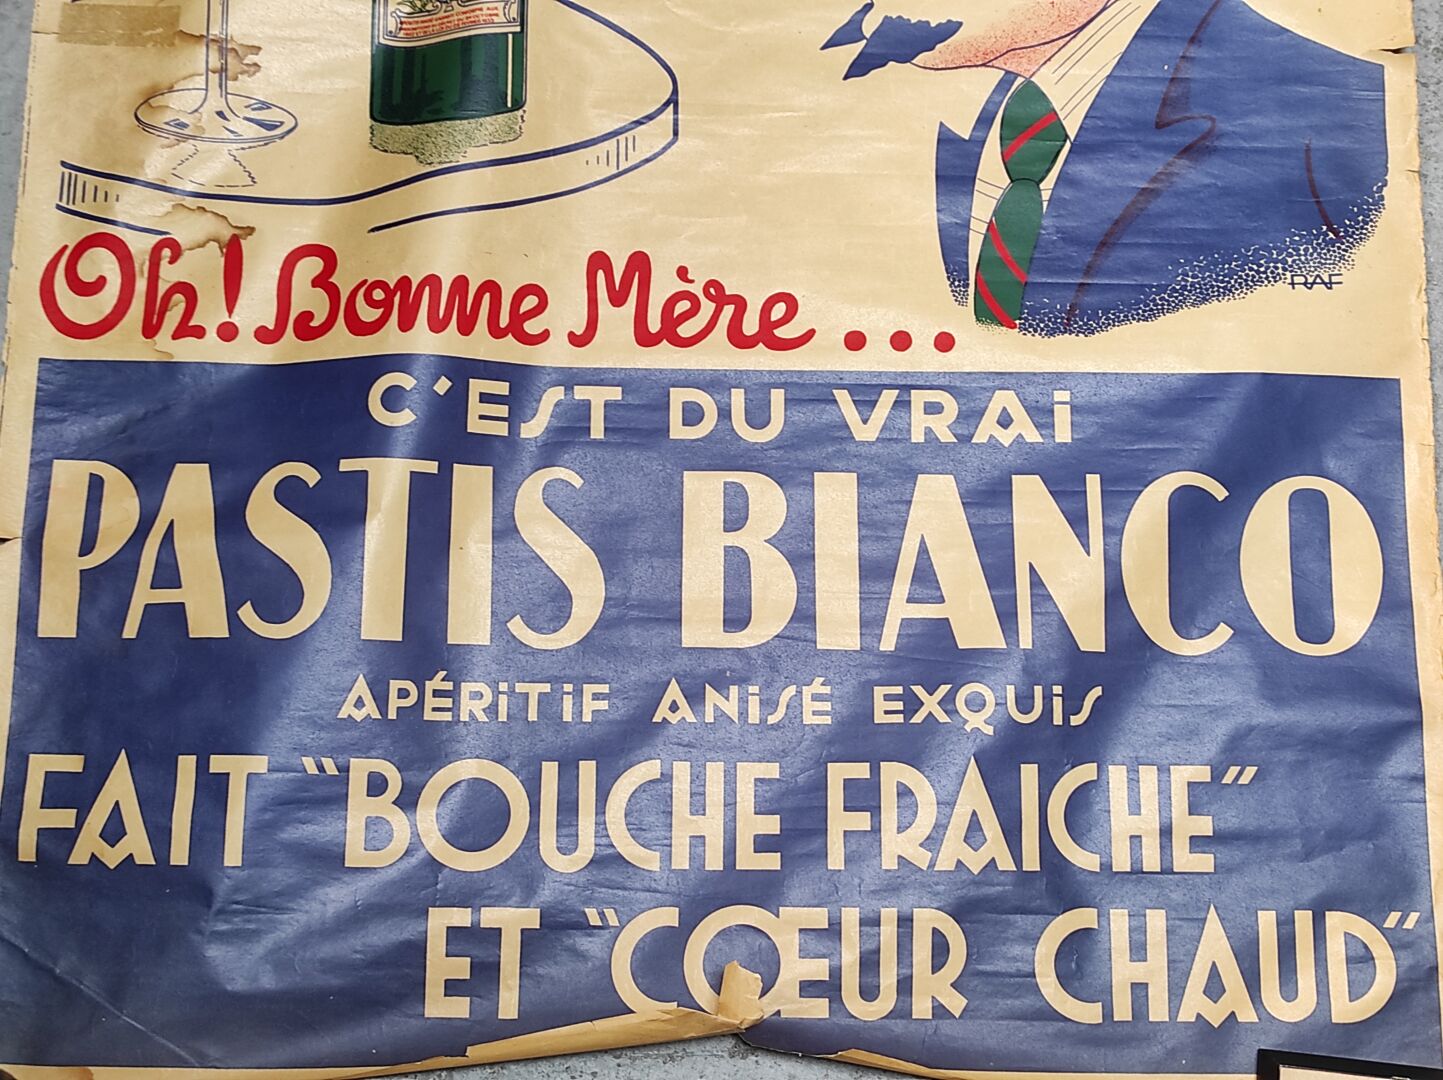 Oh! Bonne Mère...
RAF
C'EST DU VRAi
PASTIS BIANCO
APÉRiTiF ANiSÉ EXQUiS
FAIT "BOUCHE FRAICHE"
ET "CŒUR CHAUD"